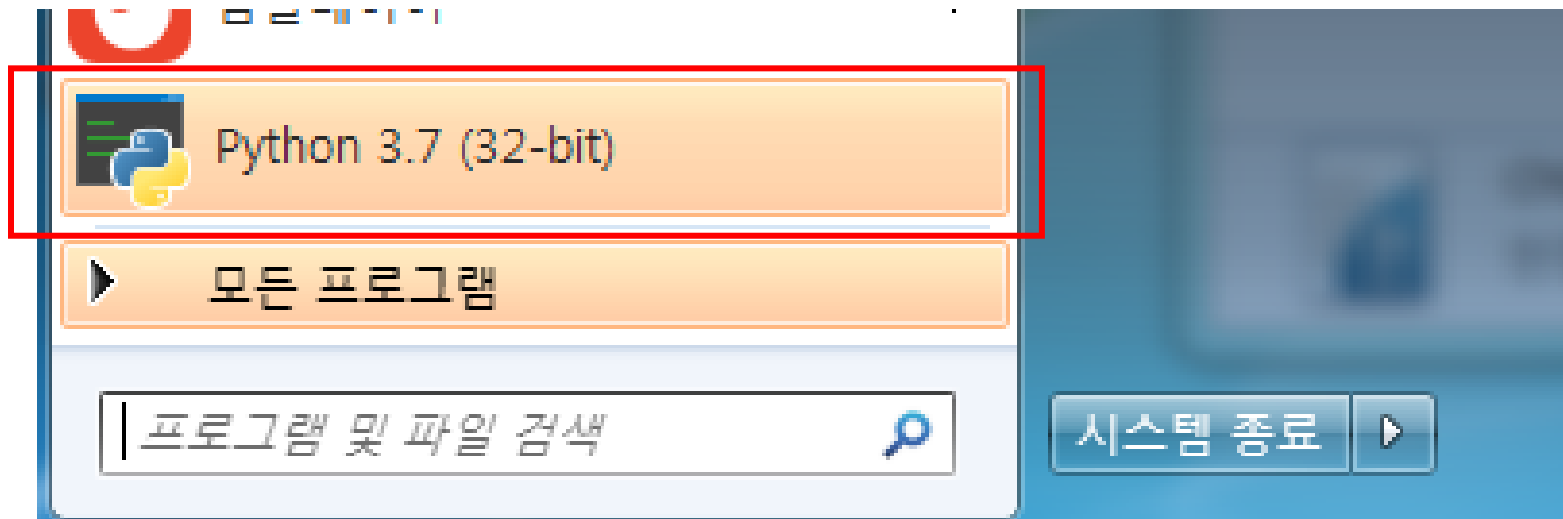 Python 3.7 (32-bit)
모든 프로그램
프로그램 및 파일 검색
시스템 종료